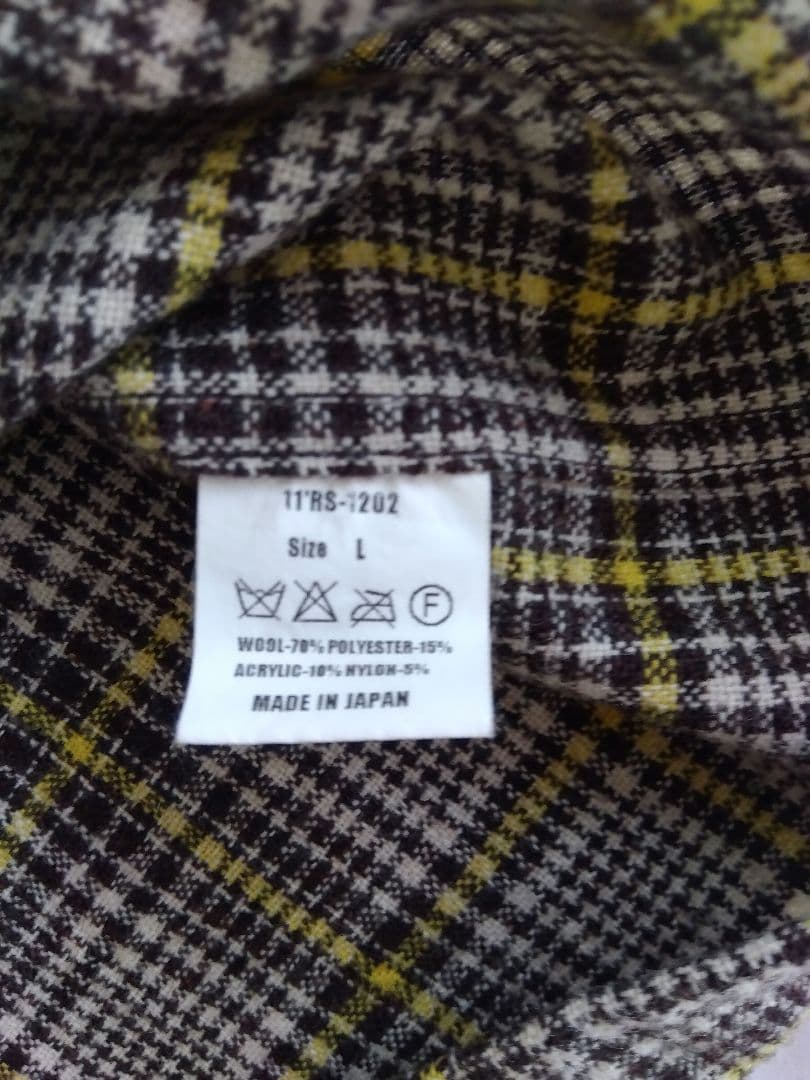 11'RS-1202
Size L
F
WOOL-70% POLYESTER-15%
ACRYLIC-10% NYLON-5%
MADE IN JAPAN